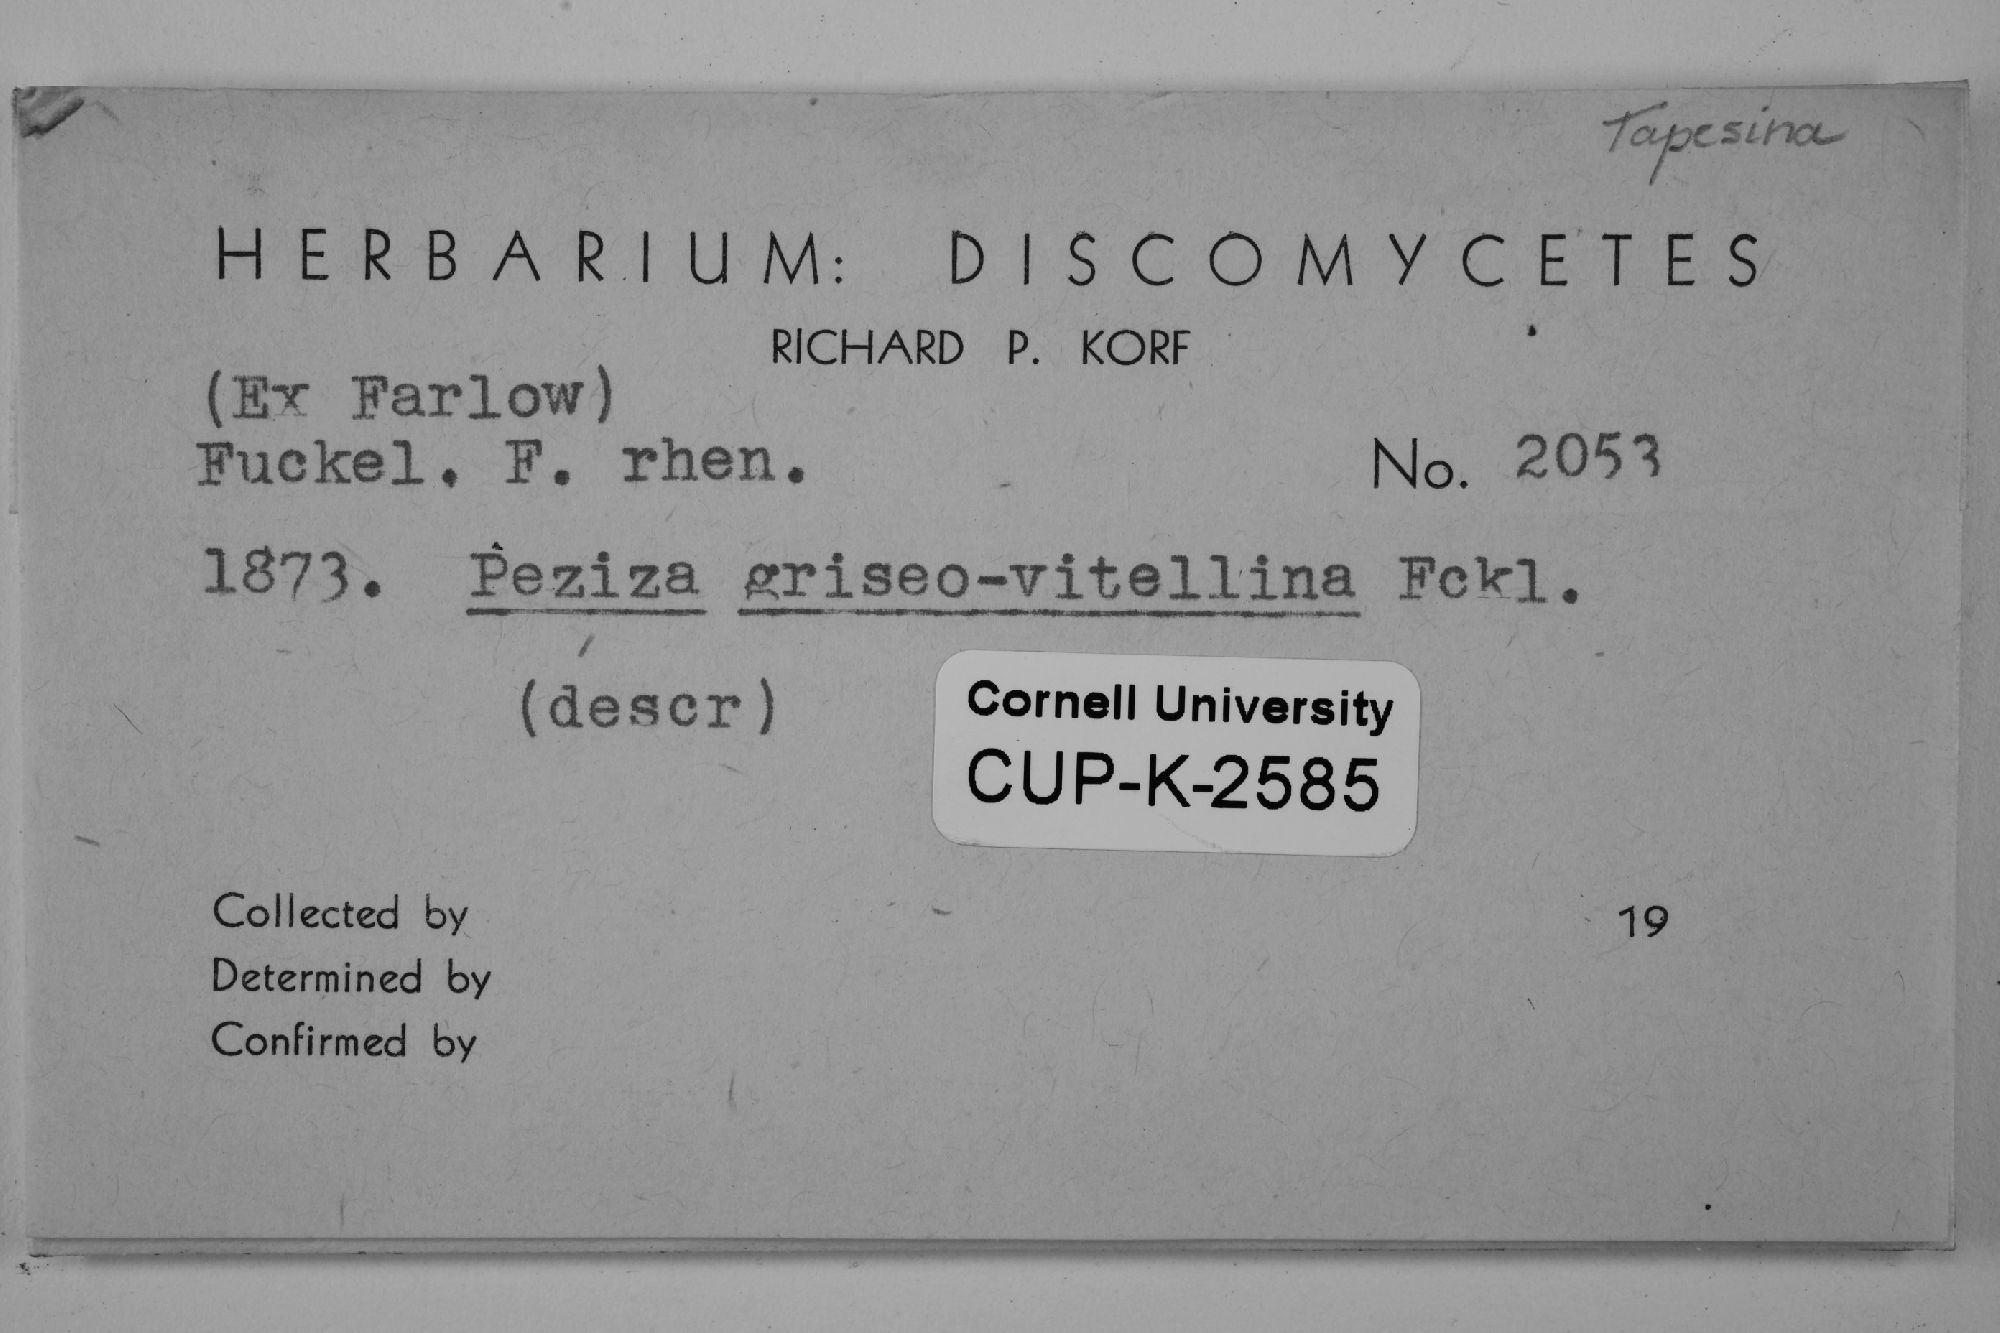 Tapesina
HERBARIUM: DISCOMYCETES
RICHARD P. KORF
(Ex Farlow)
Fuckel. F. rhen. No. 2053
1873. Peziza griseo-vitellina Fckl.
(descr)
Cornell University
CUP-K-2585
Collected by 19
Determined by
Confirmed by